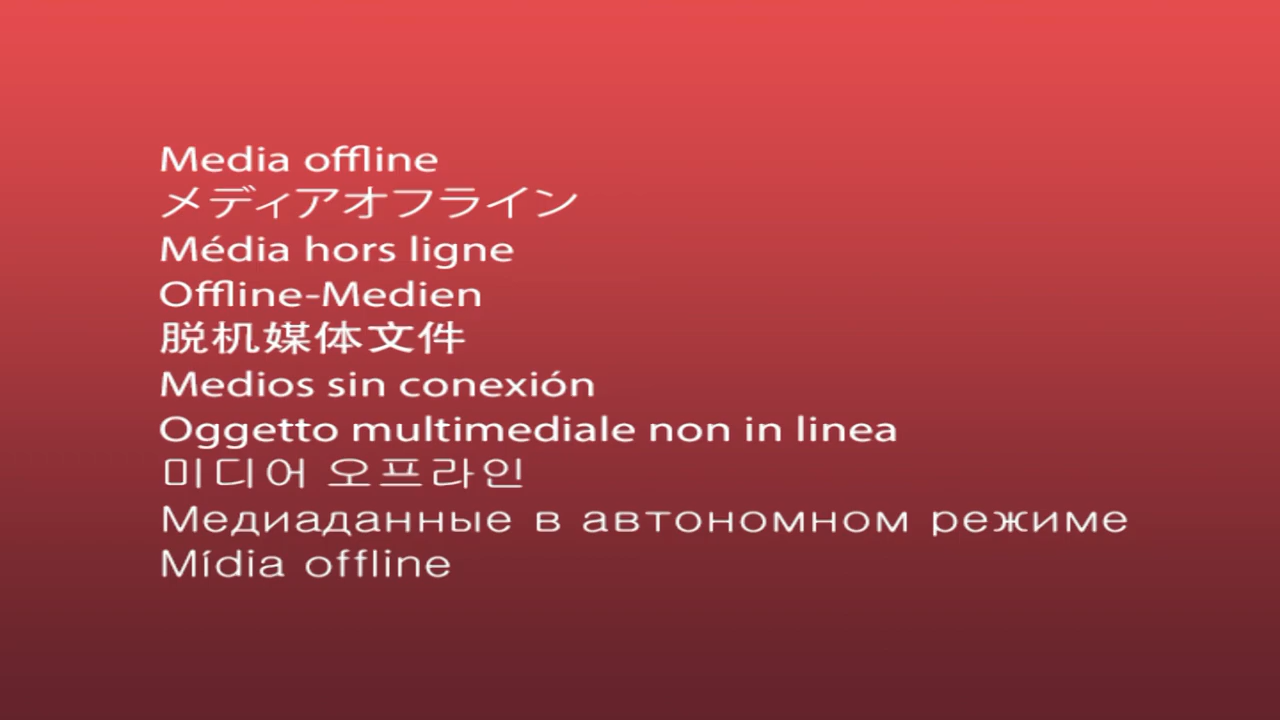 Media offline
メディアオフライン
Média hors ligne
Offline-Medien
脱机媒体文件
Medios sin conexión
Oggetto multimediale non in linea
미디어 오프라인
Медиаданные в автономном режиме
Mídia offline